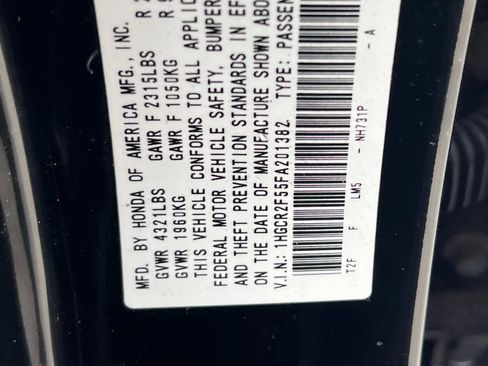 MFD. BY HONDA OF AMERICA MFG., INC.
GVWR 4321LBS GAWR F 2315LBS R 2
GVWR 1960KG GAWR F 1050KG R 9
THIS VEHICLE CONFORMS TO ALL APPLIC
FEDERAL MOTOR VEHICLE SAFETY, BUMPER
AND THEFT PREVENTION STANDARDS IN EF
ON THE DATE OF MANUFACTURE SHOWN ABO
V.I.N.: 1HGCR2F55FA201382 TYPE: PASSEN
T2F F LM5 - NH731P - A